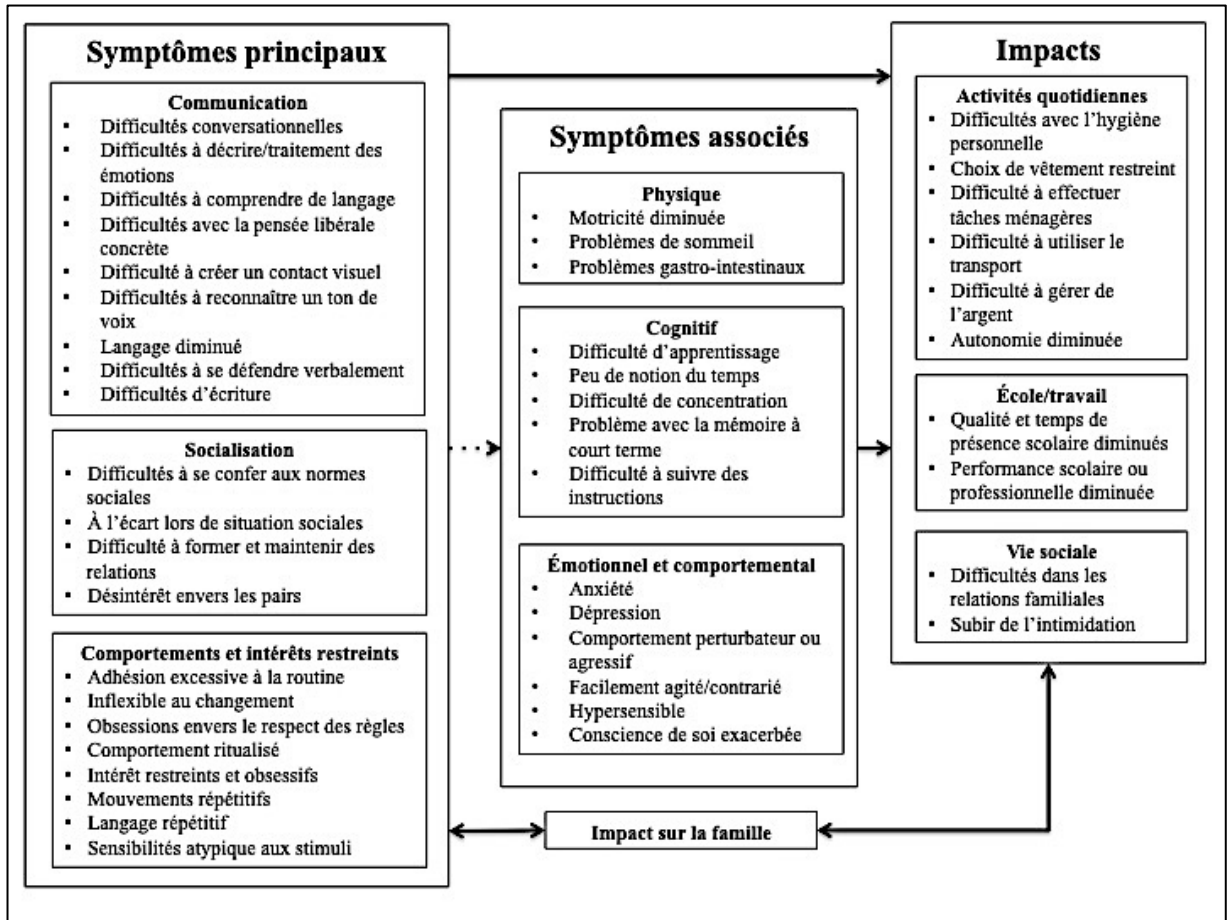 Symptômes principaux
Communication
▪ Difficultés conversationnelles
▪ Difficultés à décrire/traitement des
émotions
▪ Difficultés à comprendre de langage
▪ Difficultés avec la pensée libérale
concrète
▪ Difficulté à créer un contact visuel
▪ Difficultés à reconnaître un ton de
voix
▪ Langage diminué
▪ Difficultés à se défendre verbalement
▪ Difficultés d'écriture
Socialisation
▪ Difficultés à se confer aux normes
sociales
▪ À l'écart lors de situation sociales
▪ Difficulté à former et maintenir des
relations
▪ Désintérêt envers les pairs
Comportements et intérêts restreints
▪ Adhésion excessive à la routine
▪ Inflexible au changement
▪ Obsessions envers le respect des règles
▪ Comportement ritualisé
▪ Intérêt restreints et obsessifs
▪ Mouvements répétitifs
▪ Langage répétitif
▪ Sensibilités atypique aux stimuli
Symptômes associés
Physique
• Motricité diminuée
• Problèmes de sommeil
• Problèmes gastro-intestinaux
Cognitif
• Difficulté d'apprentissage
• Peu de notion du temps
• Difficulté de concentration
• Problème avec la mémoire à
court terme
• Difficulté à suivre des
instructions
Émotionnel et comportemental
• Anxiété
• Dépression
• Comportement perturbateur ou
agressif
• Facilement agité/contrarié
• Hypersensible
• Conscience de soi exacerbée
Impact sur la famille
Impacts
Activités quotidiennes
▪ Difficultés avec l'hygiène
personnelle
▪ Choix de vêtement restreint
▪ Difficulté à effectuer
tâches ménagères
▪ Difficulté à utiliser le
transport
▪ Difficulté à gérer de
l'argent
▪ Autonomie diminuée
École/travail
▪ Qualité et temps de
présence scolaire diminués
▪ Performance scolaire ou
professionnelle diminuée
Vie sociale
▪ Difficultés dans les
relations familiales
▪ Subir de l'intimidation